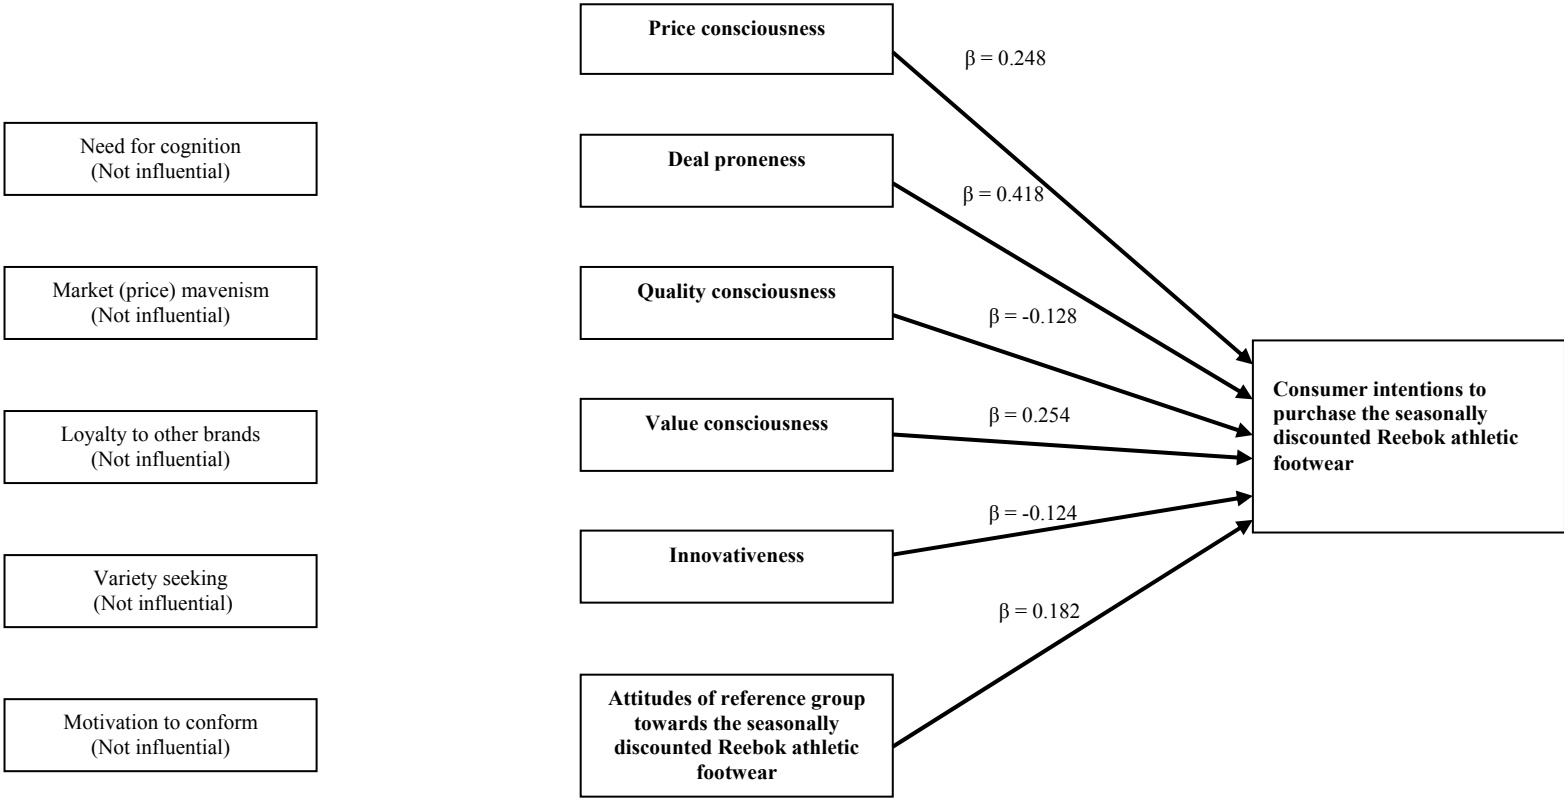 Need for cognition
(Not influential)
Market (price) mavenism
(Not influential)
Loyalty to other brands
(Not influential)
Variety seeking
(Not influential)
Motivation to conform
(Not influential)
Price consciousness
Deal proneness
Quality consciousness
Value consciousness
Innovativeness
Attitudes of reference group
towards the seasonally
discounted Reebok athletic
footwear
β = 0.248
β = 0.418
β = -0.128
β = 0.254
β = -0.124
β = 0.182
Consumer intentions to
purchase the seasonally
discounted Reebok athletic
footwear